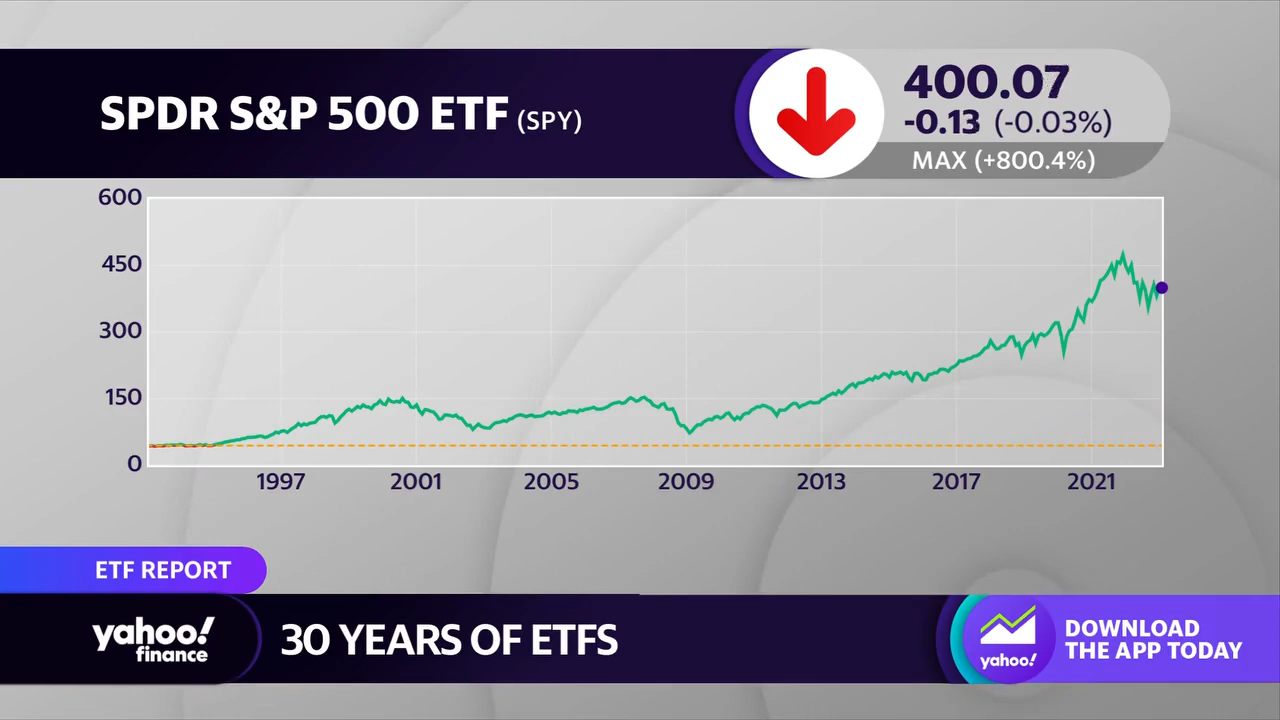 SPDR S&P 500 ETF (SPY)
400.07
-0.13 (-0.03%)
MAX (+800.4%)
600
450
300
150
0
1997 2001 2005 2009 2013 2017 2021
ETF REPORT
yahoo!
finance
30 YEARS OF ETFS
yahoo!
DOWNLOAD
THE APP TODAY